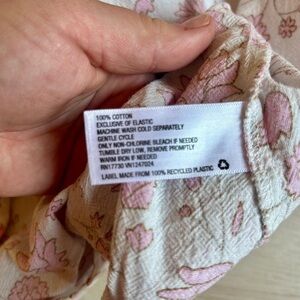 100% COTTON
EXCLUSIVE OF ELASTIC
MACHINE WASH COLD SEPARATELY
GENTLE CYCLE
ONLY NON-CHLORINE BLEACH IF NEEDED
TUMBLE DRY LOW, REMOVE PROMPTLY
WARM IRON IF NEEDED
RN17730 VN1247024
LABEL MADE FROM 100% RECYCLED PLASTIC